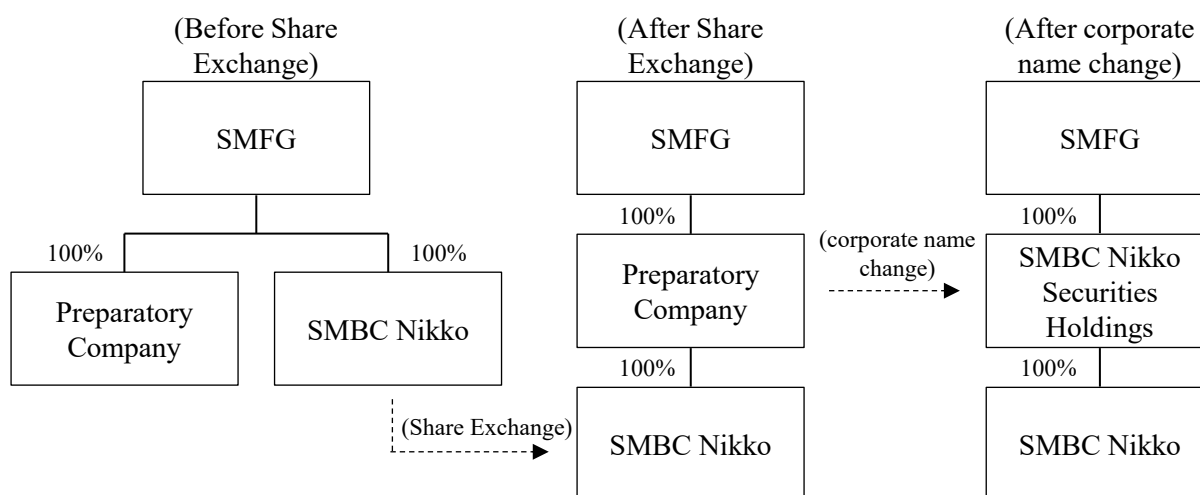 (Before Share
Exchange)
SMFG
100%
100%
Preparatory
Company
SMBC Nikko
(Share Exchange)
(After Share
Exchange)
SMFG
100%
Preparatory
Company
100%
SMBC Nikko
(corporate name
change)
(After corporate
name change)
SMFG
100%
SMBC Nikko
Securities
Holdings
100%
SMBC Nikko